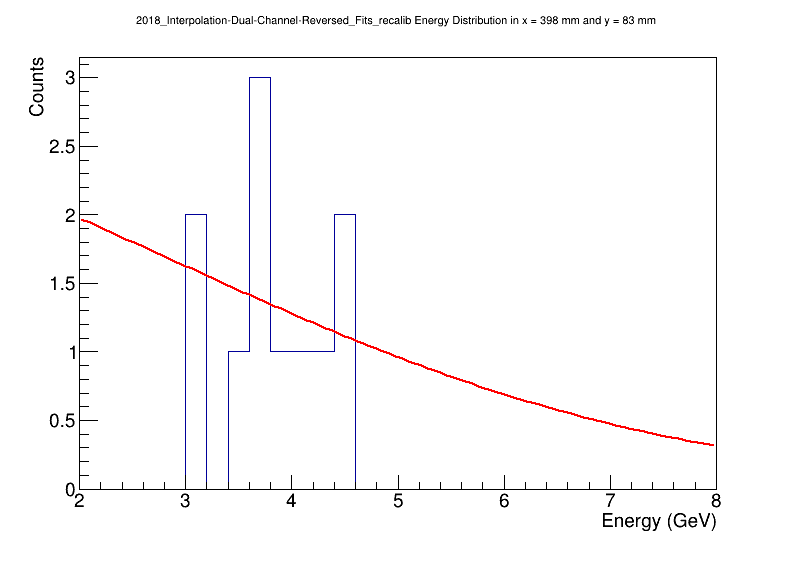 2018_Interpolation-Dual-Channel-Reversed_Fits_recalib Energy Distribution in x = 398 mm and y = 83 mm
Counts
3
2.5
2
1.5
1
0.5
0
2 3 4 5 6 7 8
Energy (GeV)